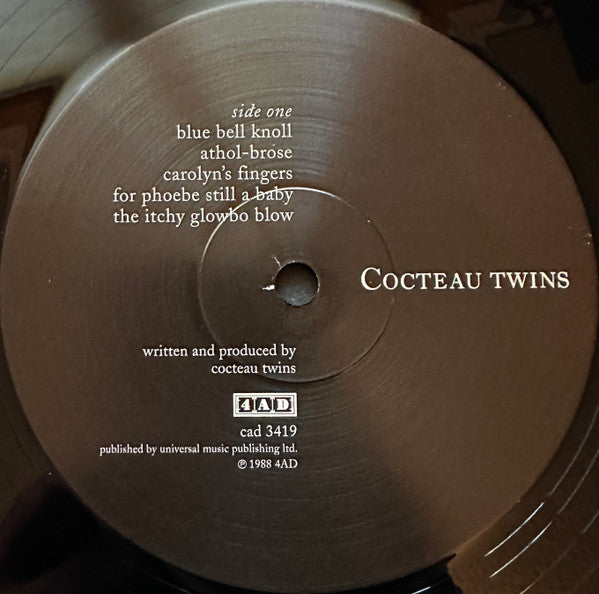 side one
blue bell knoll
athol-brose
carolyn's fingers
for phoebe still a baby
the itchy glowbo blow
COCTEAU TWINS
written and produced by
cocteau twins
4AD
cad 3419
published by universal music publishing ltd.
℗ 1988 4AD